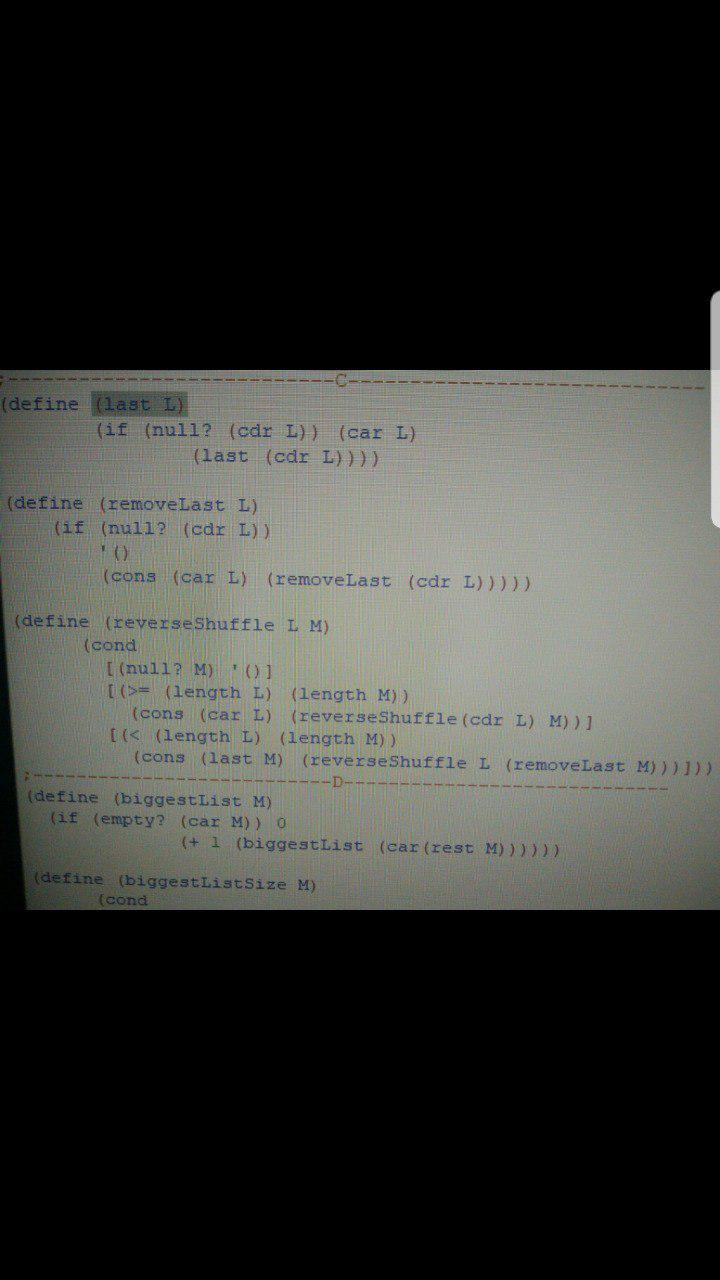 ;---------------------------C------------------------------
(define (last L)
(if (null? (cdr L)) (car L)
(last (cdr L))))
(define (removeLast L)
(if (null? (cdr L))
'()
(cons (car L) (removeLast (cdr L)))))
(define (reverseShuffle L M)
(cond
[(null? M) '()]
[(>= (length L) (length M))
(cons (car L) (reverseShuffle(cdr L) M))]
[(< (length L) (length M))
(cons (last M) (reverseShuffle L (removeLast M)))]))
;---------------------------D------------------------------
(define (biggestList M)
(if (empty? (car M)) 0
(+ 1 (biggestList (car(rest M))))))
(define (biggestListSize M)
(cond